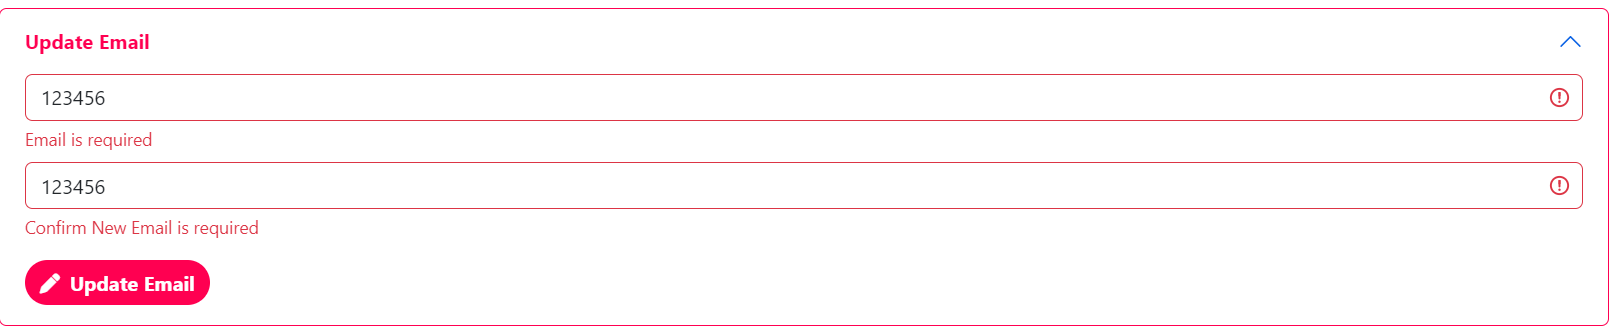 Update Email
123456
Email is required
123456
Confirm New Email is required
Update Email